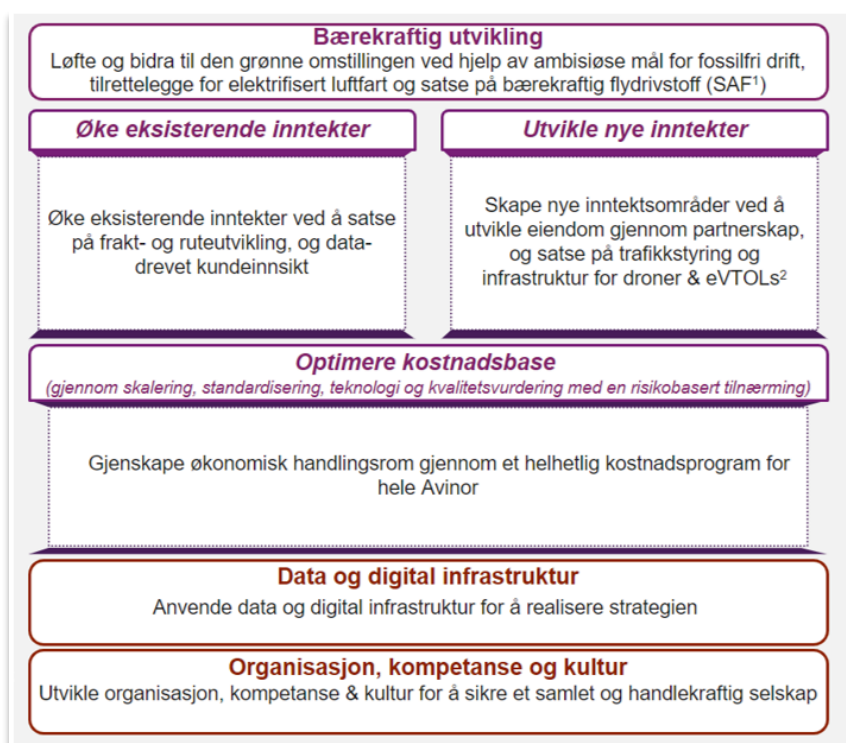 Bærekraftig utvikling
Løfte og bidra til den grønne omstillingen ved hjelp av ambisiøse mål for fossilfri drift,
tilrettelegge for elektrifisert luftfart og satse på bærekraftig flydrivstoff (SAF¹)
Øke eksisterende inntekter
Øke eksisterende inntekter ved å satse
på frakt- og ruteutvikling, og data-
drevet kundeinnsikt
Utvikle nye inntekter
Skape nye inntektsområder ved å
utvikle eiendom gjennom partnerskap,
og satse på trafikkstyring og
infrastruktur for droner & eVTOLs²
Optimere kostnadsbase
(gjennom skalering, standardisering, teknologi og kvalitetsvurdering med en risikobasert tilnærming)
Gjenskape økonomisk handlingsrom gjennom et helhetlig kostnadsprogram for
hele Avinor
Data og digital infrastruktur
Anvende data og digital infrastruktur for å realisere strategien
Organisasjon, kompetanse og kultur
Utvikle organisasjon, kompetanse & kultur for å sikre et samlet og handlekraftig selskap